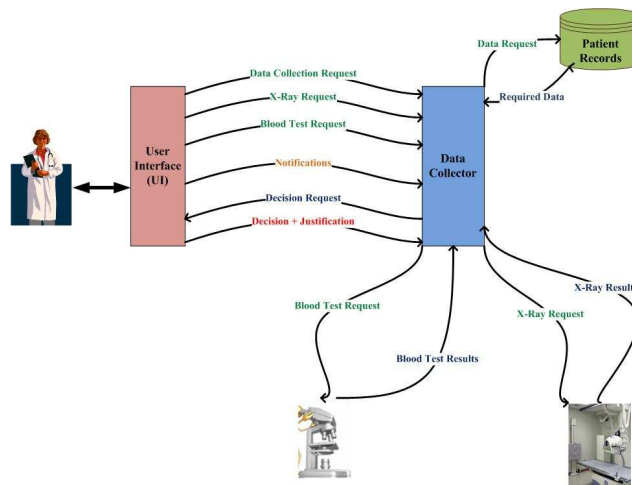 Data Request
Patient
Records
Required Data
Data Collection Request
X-Ray Request
Blood Test Request
User
Interface
(UI)
Notifications
Data
Collector
Decision Request
Decision + Justification
Blood Test
Request
Blood Test Results
X-Ray Results
X-Ray Request